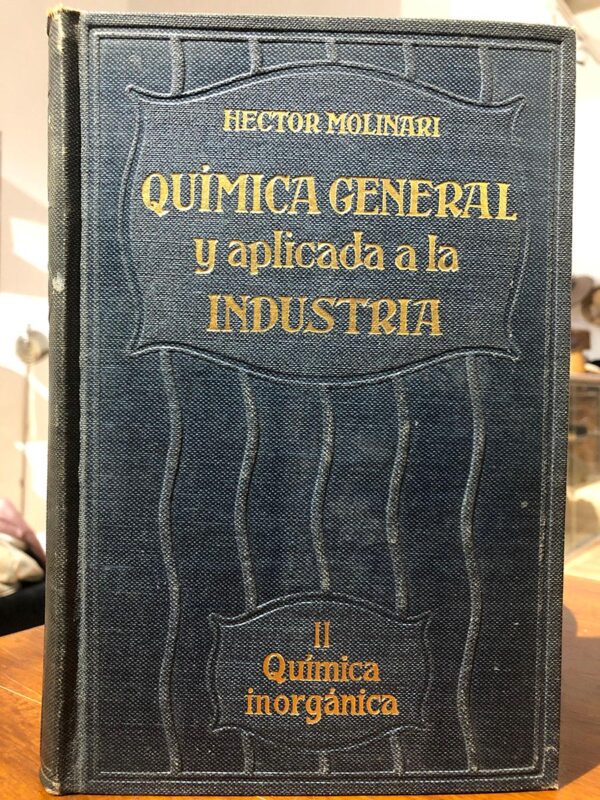 HECTOR MOLINARI
QUÍMICA GENERAL
y aplicada a la
INDUSTRIA
II
Química
inorgánica